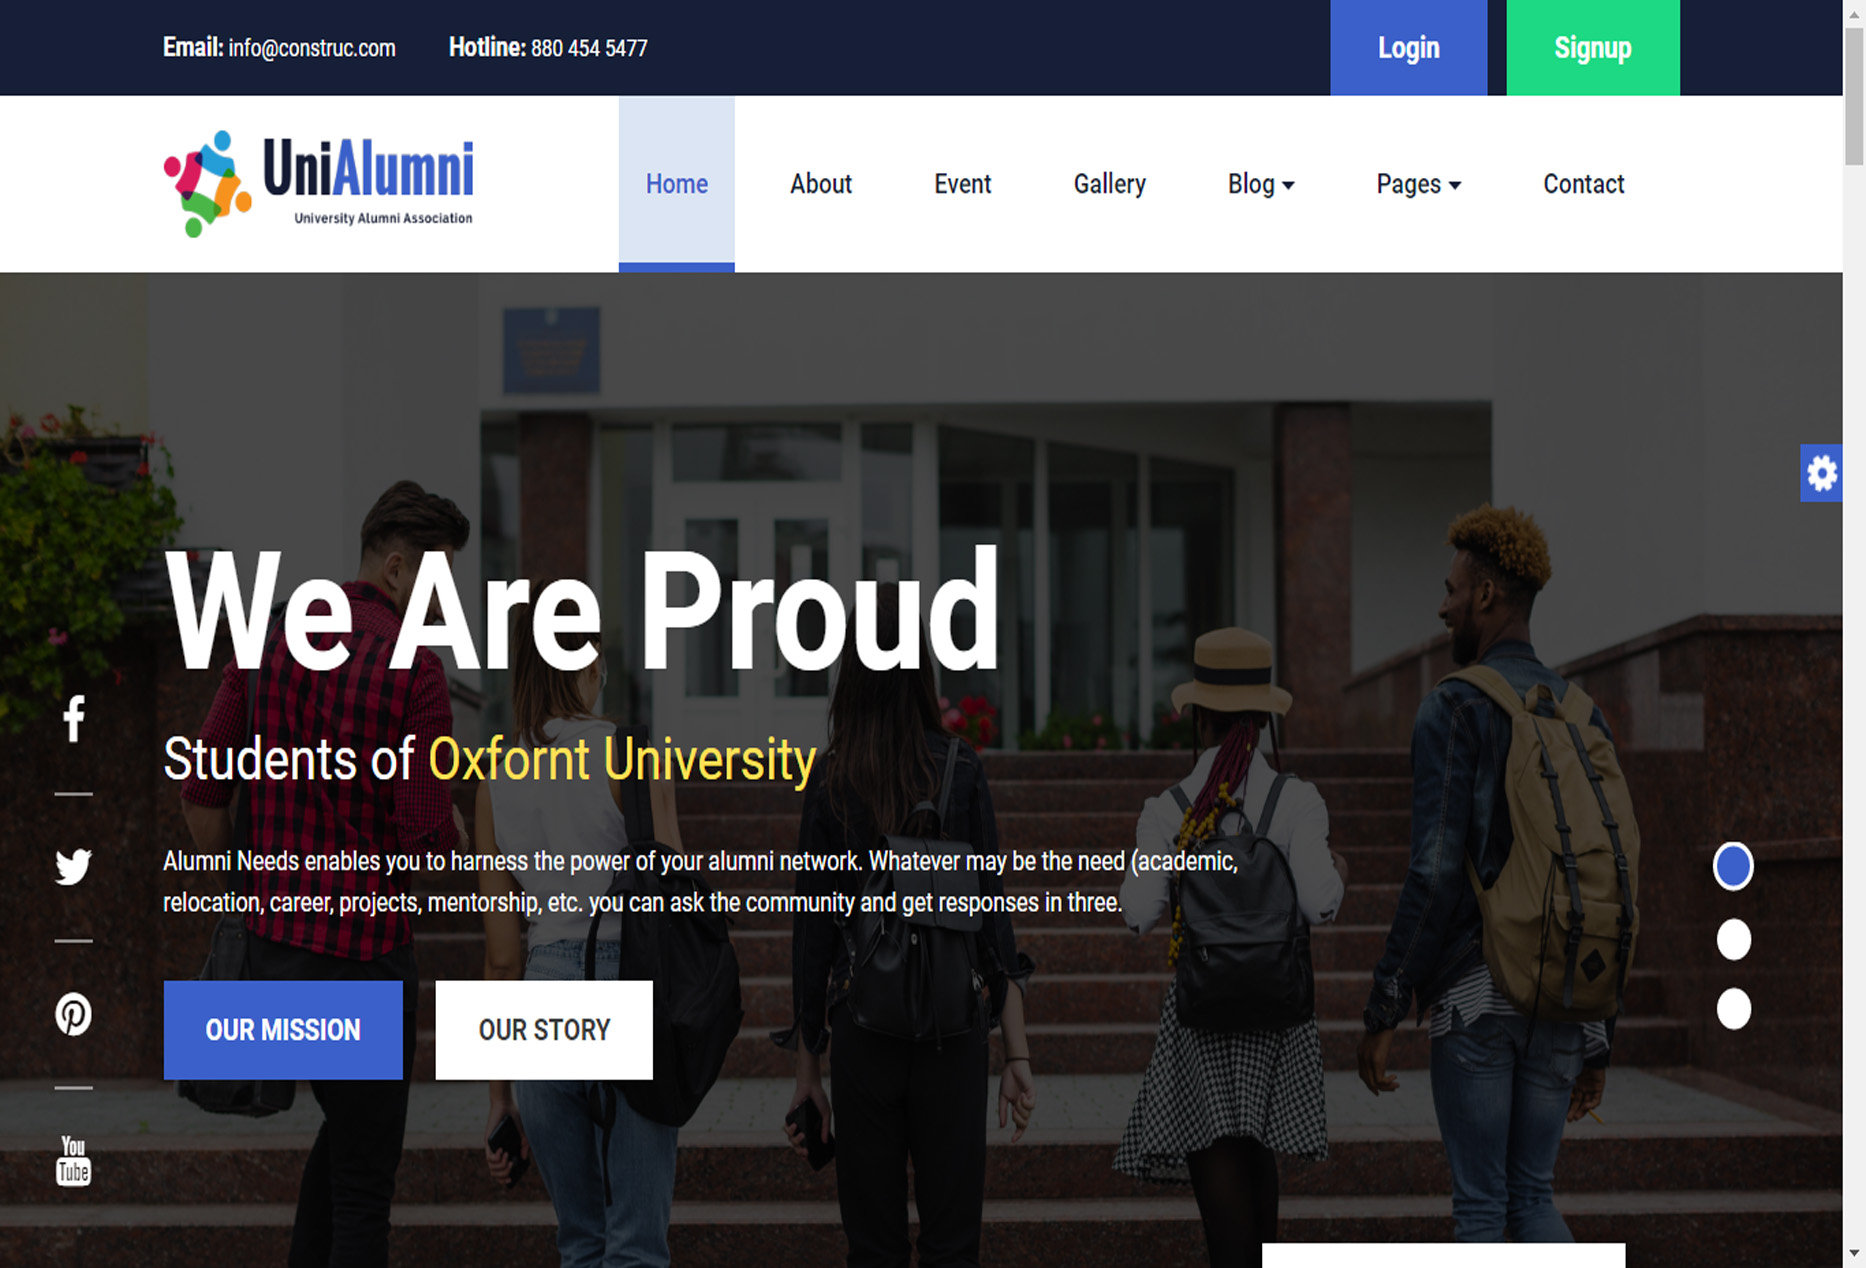 Email: info@construc.com Hotline: 880 454 5477 Login Signup
UniAlumni
University Alumni Association
Home About Event Gallery Blog Pages Contact
We Are Proud
Students of Oxfornt University
Alumni Needs enables you to harness the power of your alumni network. Whatever may be the need (academic,
relocation, career, projects, mentorship, etc. you can ask the community and get responses in three.
OUR MISSION OUR STORY
You
Tube